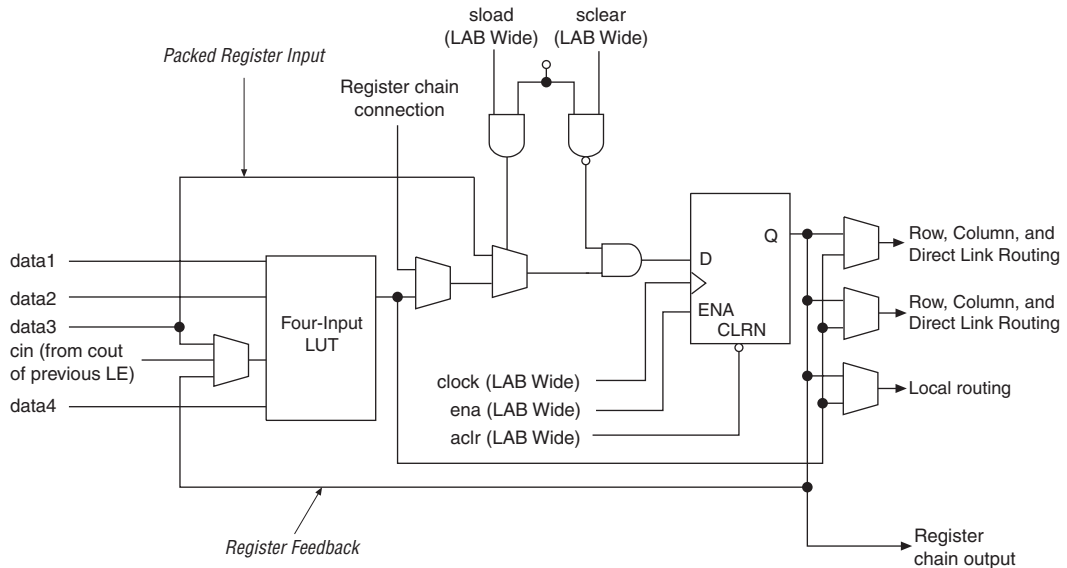 sload
(LAB Wide)
sclear
(LAB Wide)
Packed Register Input
Register chain
connection
data1
data2
data3
cin (from cout
of previous LE)
data4
Four-Input
LUT
clock (LAB Wide)
ena (LAB Wide)
aclr (LAB Wide)
D
Q
ENA
CLRN
Row, Column, and
Direct Link Routing
Row, Column, and
Direct Link Routing
Local routing
Register Feedback
Register
chain output